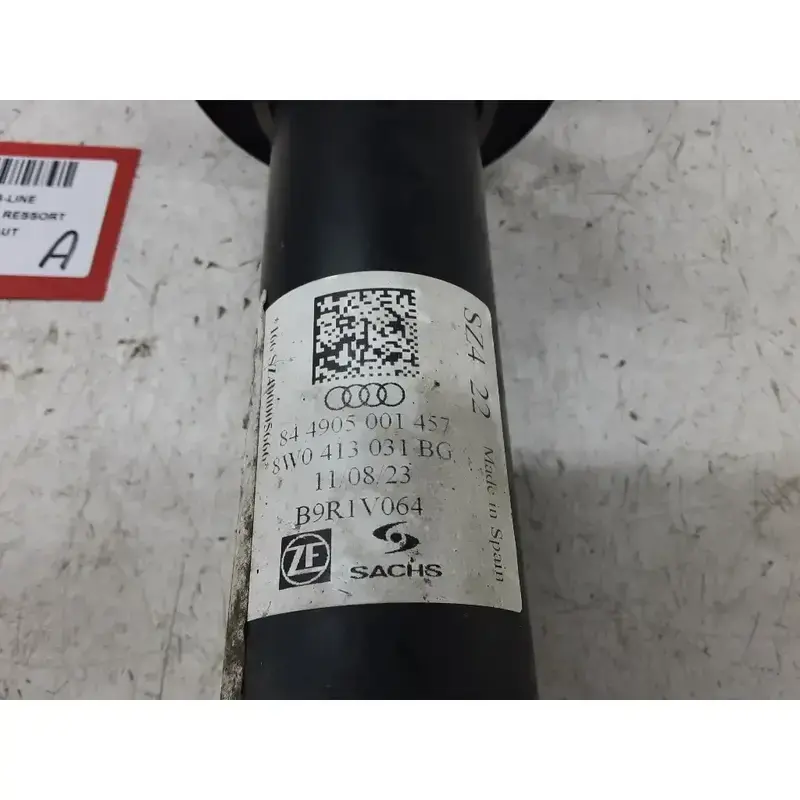 -LINE
RESSORT
A
84 4905 001 457
8W0 413 031 BG
11/08/23
B9R1V064
ZF
SACHS
SZ4 22
Made in Spain